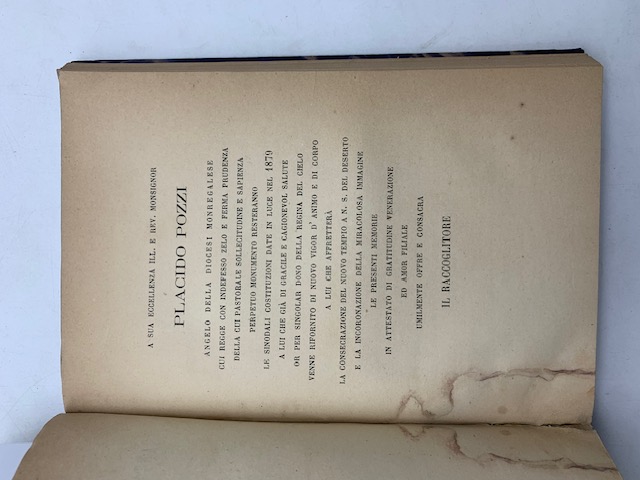 A SUA ECCELLENZA ILL. E REV. MONSIGNOR
PLACIDO POZZI
ANGELO DELLA DIOCESI MONREGALESE
CUI REGGE CON INDEFESSO ZELO E FERMA PRUDENZA
DELLA CUI PASTORALE SOLLECITUDINE E SAPIENZA
PERPETUO MONUMENTO RESTERANNO
LE SINODALI COSTITUZIONI DATE IN LUCE NEL 1879
A LUI CHE GIÀ DI GRACILE E CAGIONEVOL SALUTE
OR PER SINGOLAR DONO DELLA REGINA DEL CIELO
VENNE RIFORNITO DI NUOVO VIGOR D'ANIMO E DI CORPO
A LUI CHE AFFRETTERÀ
LA CONSECRAZIONE DEL NUOVO TEMPIO A N. S. DEL DESERTO
E LA INCORONAZIONE DELLA MIRACOLOSA IMMAGINE
LE PRESENTI MEMORIE
IN ATTESTATO DI GRATITUDINE VENERAZIONE
ED AMOR FILIALE
UMILMENTE OFFRE E CONSACRA
IL RACCOGLITORE